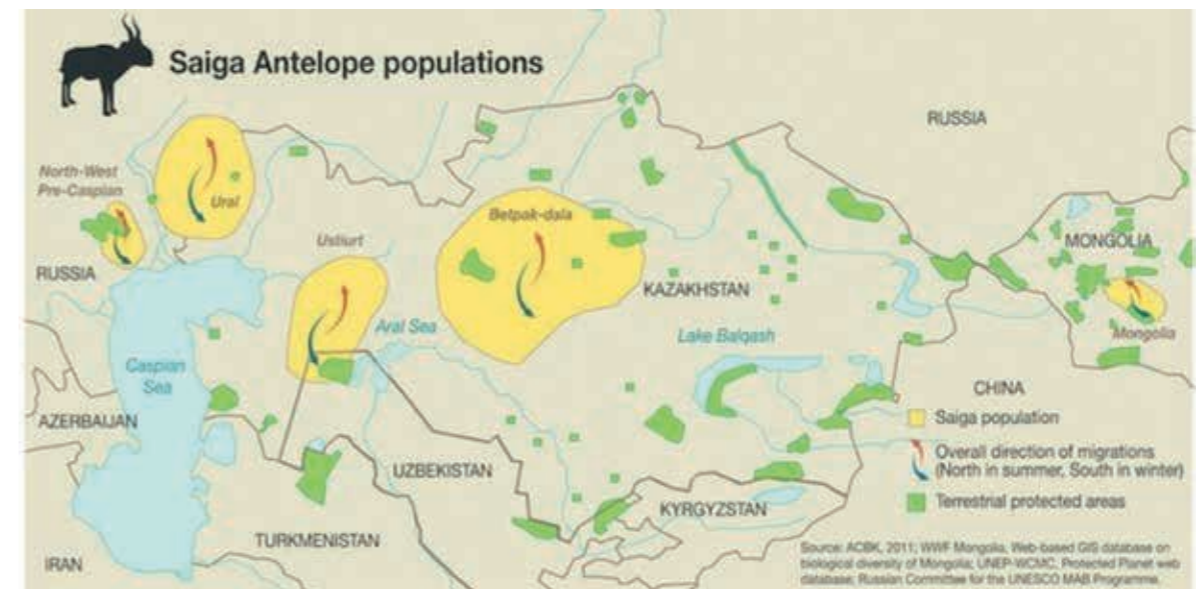 Saiga Antelope populations
RUSSIA
North-West
Pre-Caspian
Ural
Betpak-dala
Ustiurt
MONGOLIA
RUSSIA
KAZAKHSTAN
Aral Sea
Lake Balqash
Mongolia
Caspian
Sea
CHINA
AZERBAIJAN
Saiga population
Overall direction of migrations
(North in summer, South in winter)
UZBEKISTAN
Terrestrial protected areas
KYRGYZSTAN
TURKMENISTAN
IRAN
Source: ACBK, 2011; WWF Mongolia, Web-based GIS database on
biological diversity of Mongolia; UNEP-WCMC, Protected Planet web
database; Russian Committee for the UNESCO MAB Programme.